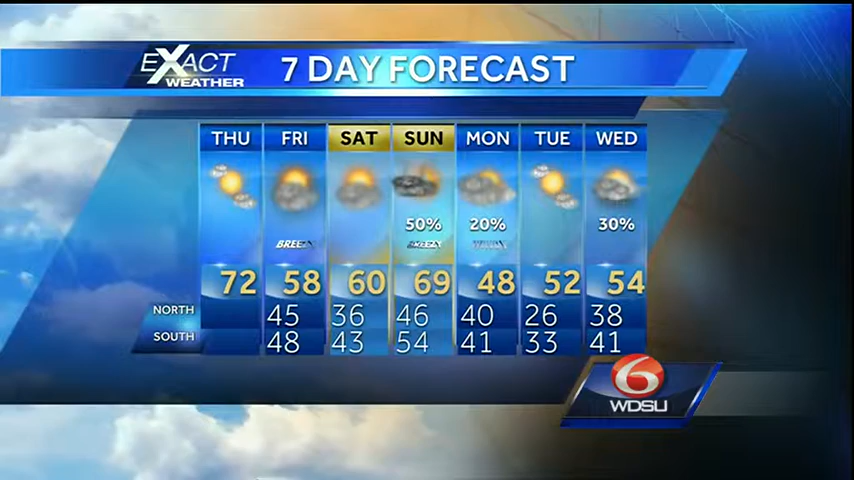 EXACT
WEATHER
7 DAY FORECAST
THU FRI SAT SUN MON TUE WED
50% 20% 30%
BREEZY BREEZY
72 58 60 69 48 52 54
NORTH 45 36 46 40 26 38
SOUTH 48 43 54 41 33 41
6
WDSU